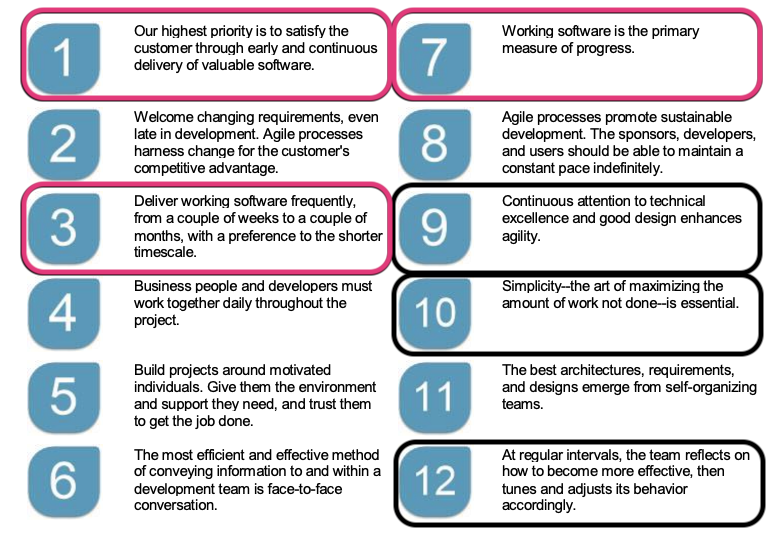 1
Our highest priority is to satisfy the
customer through early and continuous
delivery of valuable software.
2
Welcome changing requirements, even
late in development. Agile processes
harness change for the customer's
competitive advantage.
3
Deliver working software frequently,
from a couple of weeks to a couple of
months, with a preference to the shorter
timescale.
4
Business people and developers must
work together daily throughout the
project.
5
Build projects around motivated
individuals. Give them the environment
and support they need, and trust them
to get the job done.
6
The most efficient and effective method
of conveying information to and within a
development team is face-to-face
conversation.
7
Working software is the primary
measure of progress.
8
Agile processes promote sustainable
development. The sponsors, developers,
and users should be able to maintain a
constant pace indefinitely.
9
Continuous attention to technical
excellence and good design enhances
agility.
10
Simplicity--the art of maximizing the
amount of work not done--is essential.
11
The best architectures, requirements,
and designs emerge from self-organizing
teams.
12
At regular intervals, the team reflects on
how to become more effective, then
tunes and adjusts its behavior
accordingly.